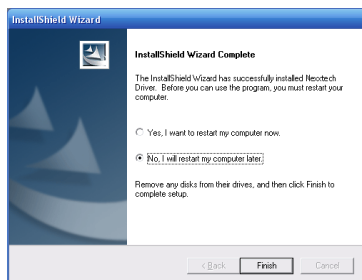 InstallShield Wizard
InstallShield Wizard Complete
The InstallShield Wizard has successfully installed Neoxtech
Driver. Before you can use the program, you must restart your
computer.
Yes, I want to restart my computer now.
No, I will restart my computer later.
Remove any disks from their drives, and then click Finish to
complete setup.
< Back
Finish
Cancel